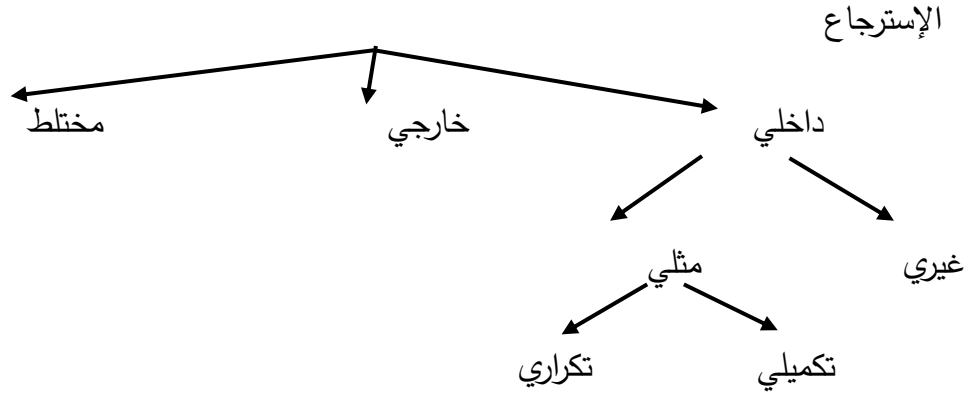 الإسترجاع
داخلي خارجي مختلط
غيري
مثلي
تكميلي تكراري